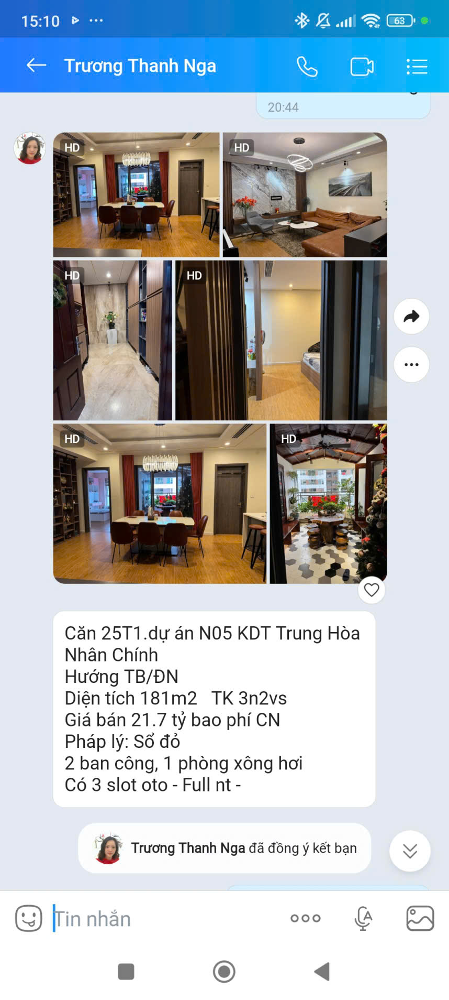 15:10
63
Trương Thanh Nga
20:44
HD
HD
HD
HD
HD
HD
Căn 25T1.dự án N05 KDT Trung Hòa
Nhân Chính
Hướng TB/ĐN
Diện tích 181m2   TK 3n2vs
Giá bán 21.7 tỷ bao phí CN
Pháp lý: Sổ đỏ
2 ban công, 1 phòng xông hơi
Có 3 slot oto - Full nt -
Trương Thanh Nga đã đồng ý kết bạn
Tin nhắn